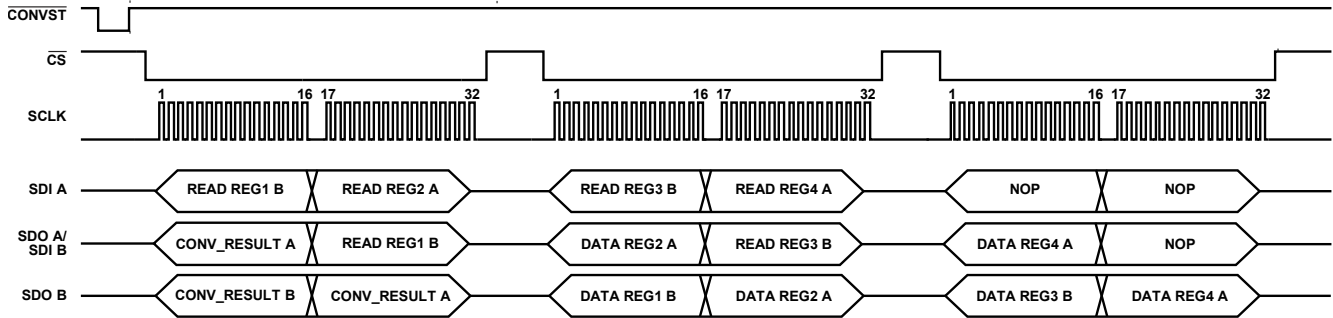 CONVST
CS
1 16 17 32 1 16 17 32 1 16 17 32
SCLK
SDI A READ REG1 B READ REG2 A READ REG3 B READ REG4 A NOP NOP
SDO A/
SDI B CONV_RESULT A READ REG1 B DATA REG2 A READ REG3 B DATA REG4 A NOP
SDO B CONV_RESULT B CONV_RESULT A DATA REG1 B DATA REG2 A DATA REG3 B DATA REG4 A